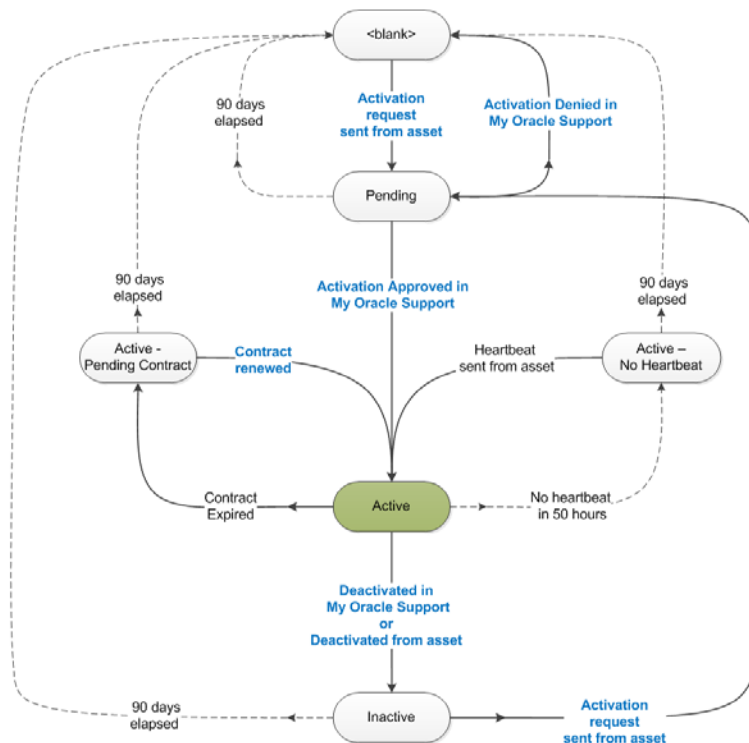 <blank>
90 days
elapsed
Activation
request
sent from asset
Activation Denied in
My Oracle Support
Pending
Activation Approved in
My Oracle Support
90 days
elapsed
90 days
elapsed
Active -
Pending Contract
Contract
renewed
Heartbeat
sent from asset
Active –
No Heartbeat
Contract
Expired
Active
No heartbeat
in 50 hours
Deactivated in
My Oracle Support
or
Deactivated from asset
90 days
elapsed
Inactive
Activation
request
sent from asset